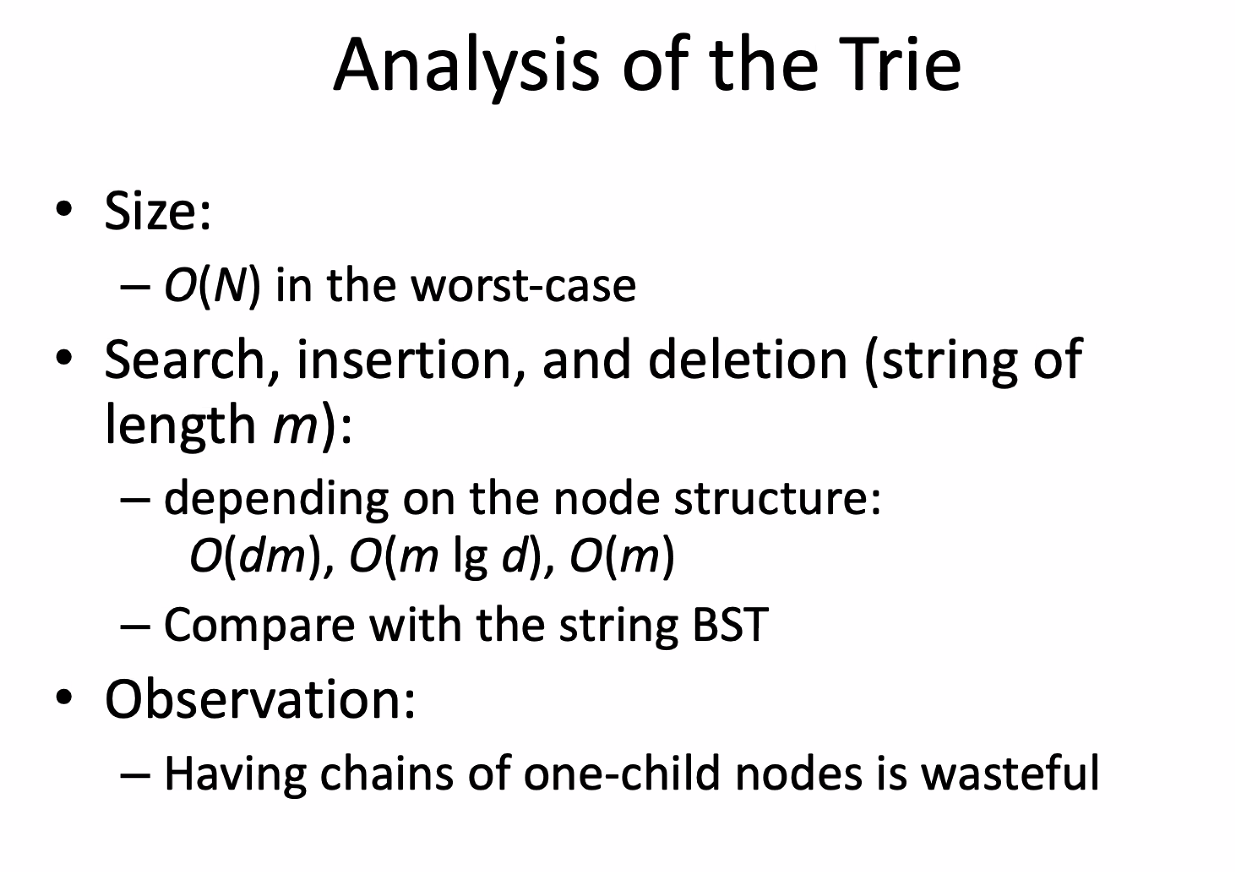 Analysis of the Trie
• Size:
– O(N) in the worst-case
• Search, insertion, and deletion (string of
length m):
– depending on the node structure:
O(dm), O(m lg d), O(m)
– Compare with the string BST
• Observation:
– Having chains of one-child nodes is wasteful